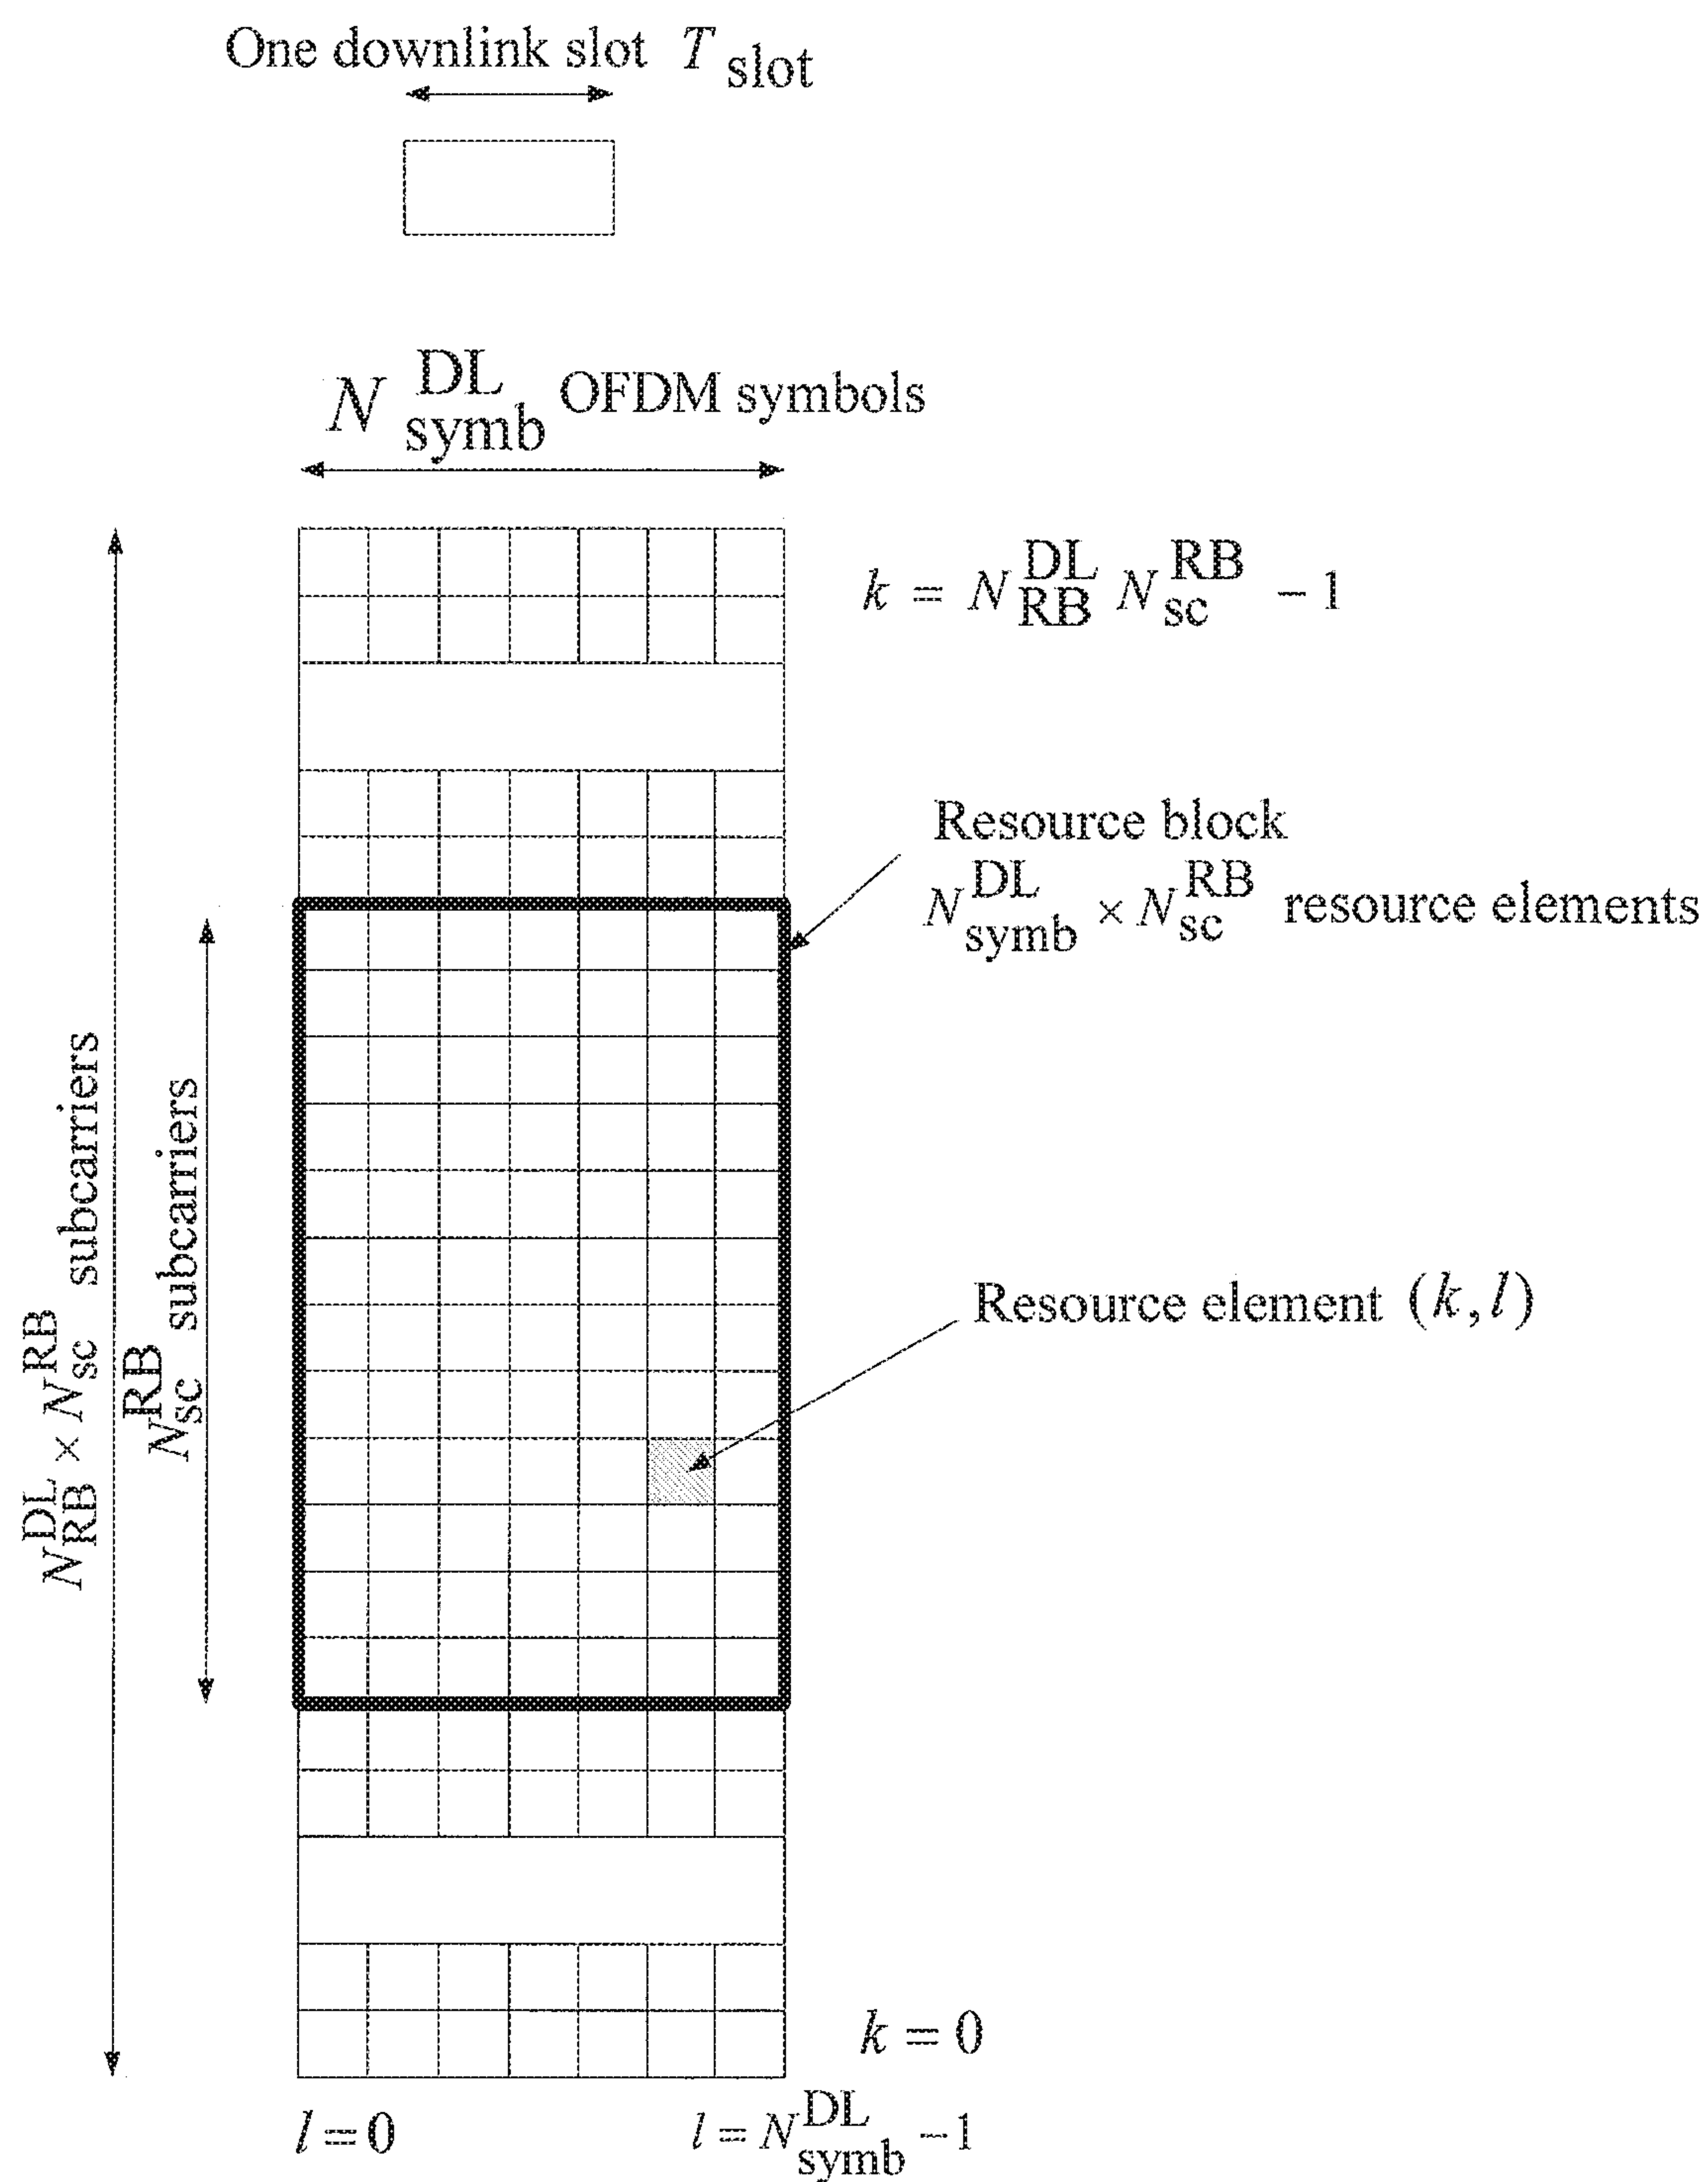 One downlink slot T slot
N DL symb OFDM symbols
k = N DL RB N RB sc − 1
Resource block
N DL symb × N RB sc resource elements
N DL RB × N RB sc subcarriers
N RB sc subcarriers
Resource element (k, l)
k = 0
l = 0
l = N DL symb − 1